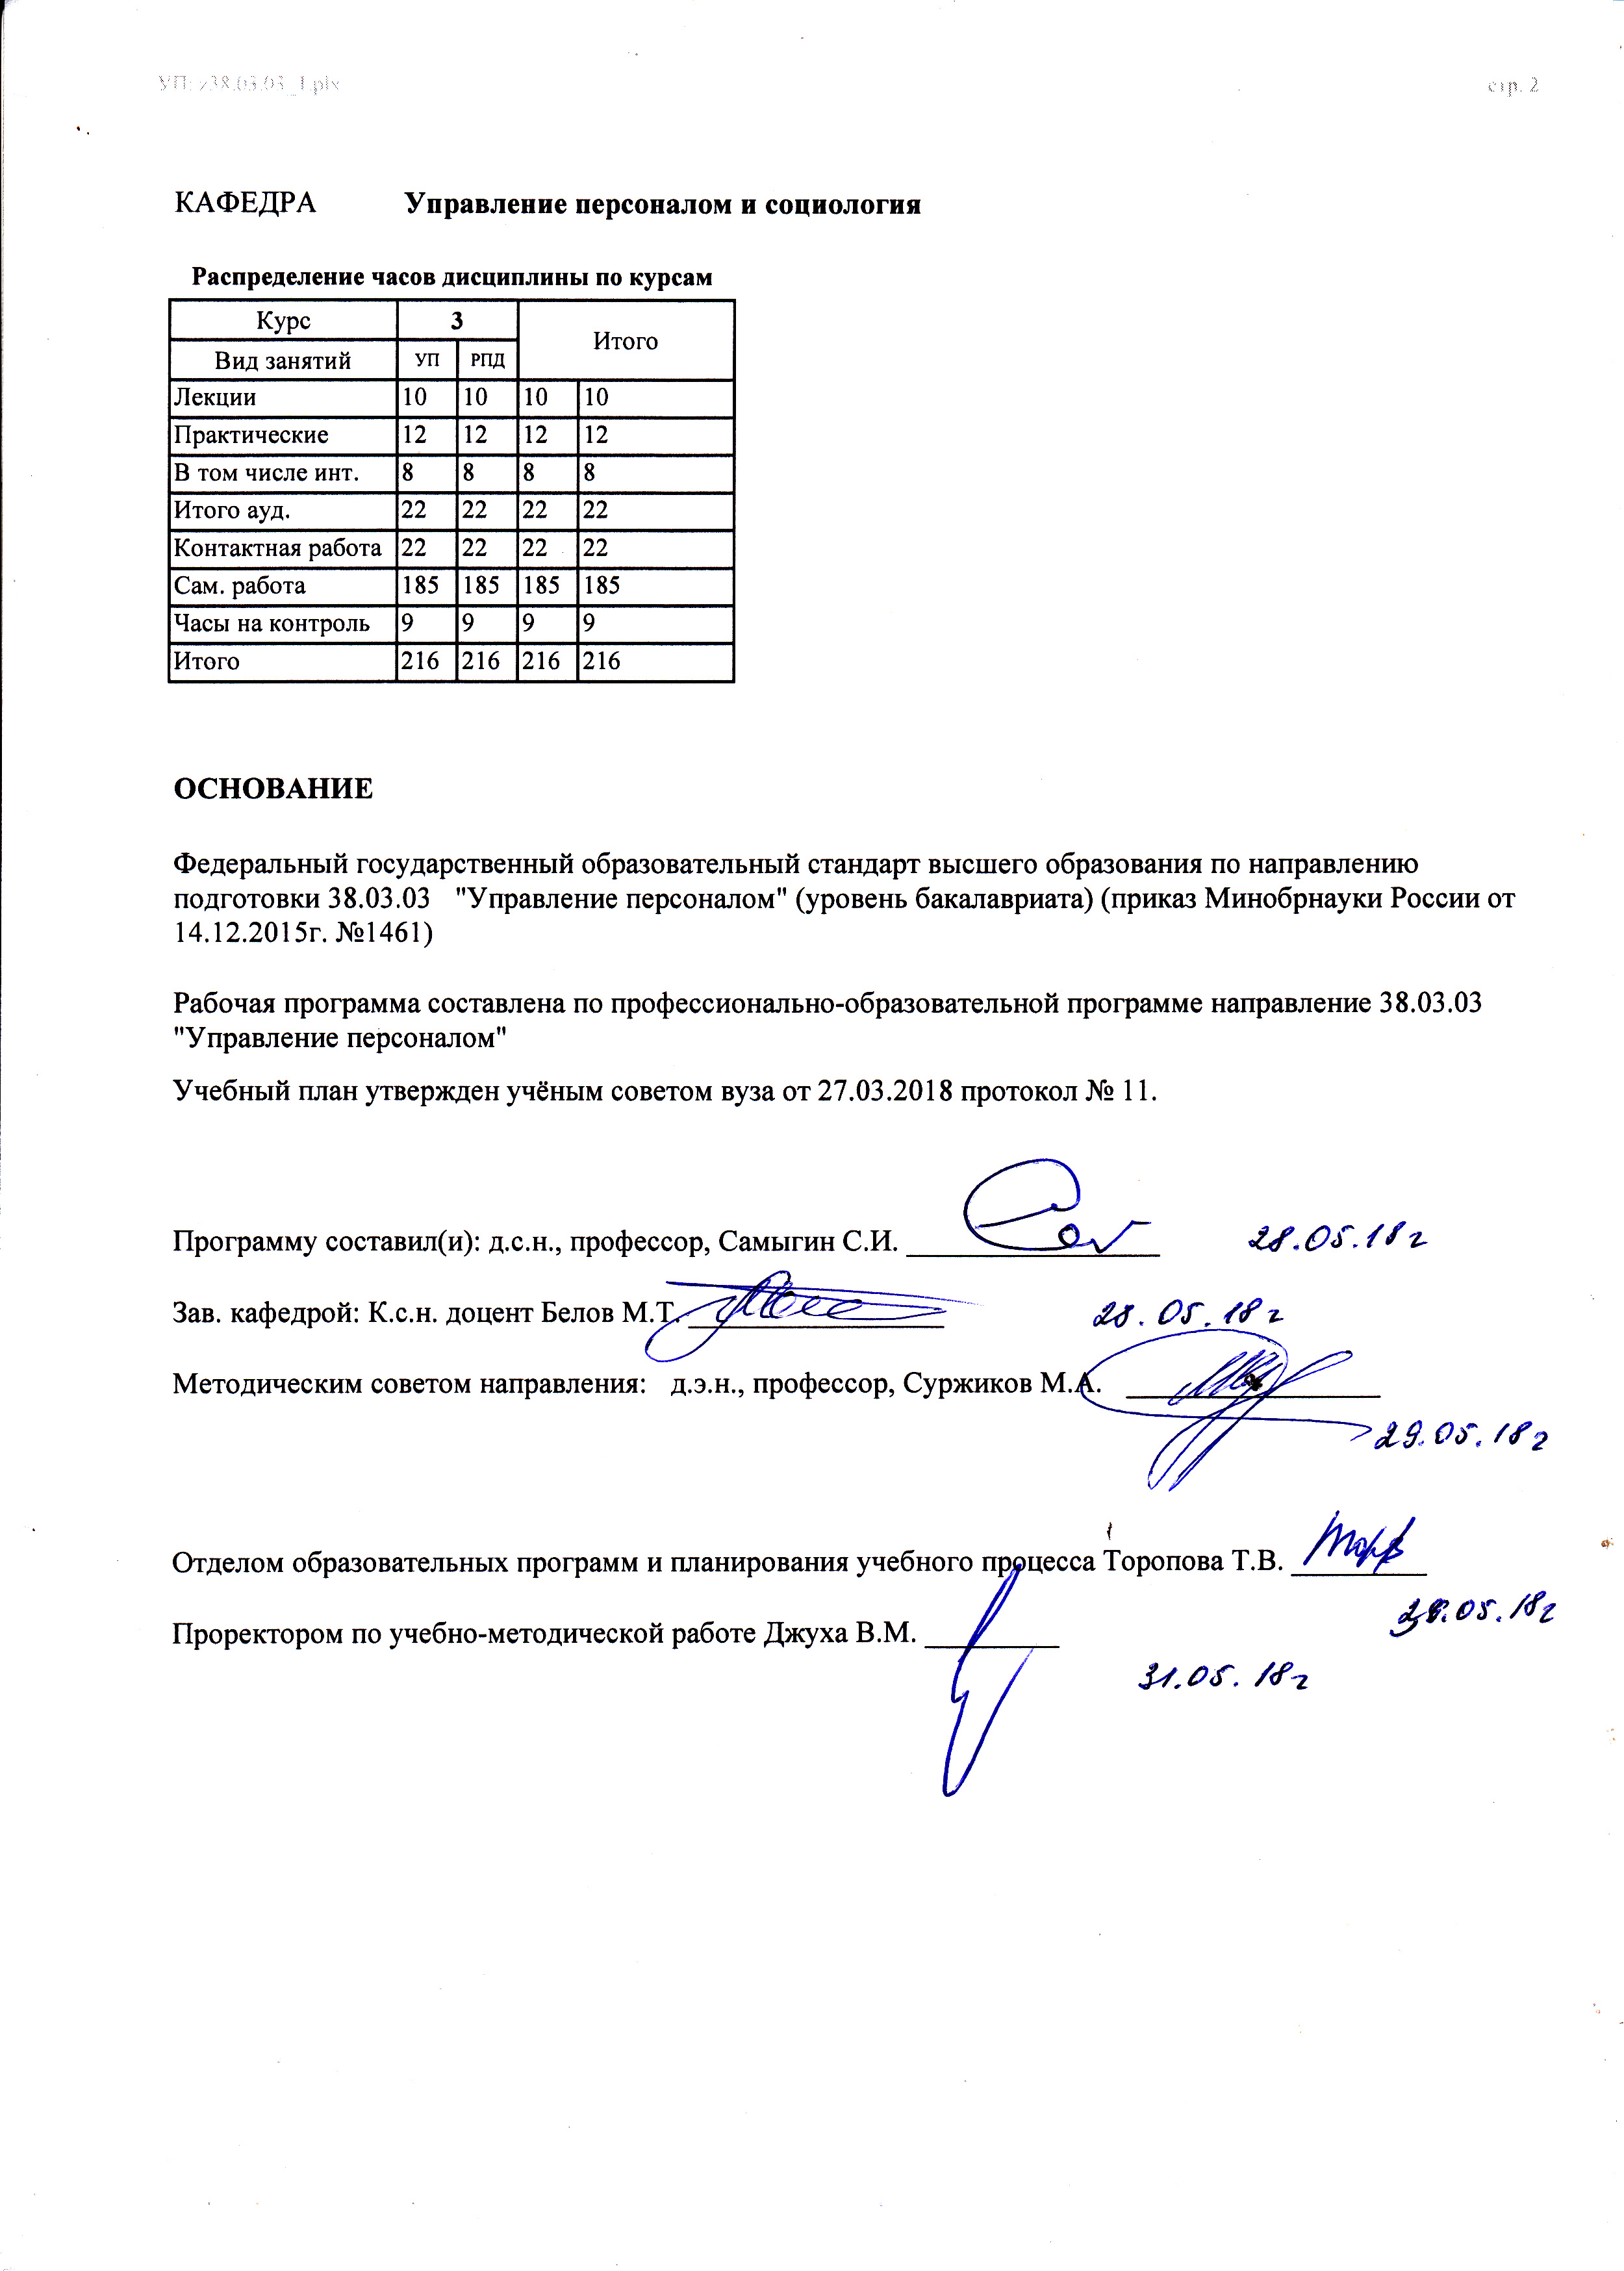 УП: z38.03.03_1.plx
стр. 2
КАФЕДРА Управление персоналом и социология
Распределение часов дисциплины по курсам
Курс 3 Итого
Вид занятий УП РПД
Лекции 10 10 10 10
Практические 12 12 12 12
В том числе инт. 8 8 8 8
Итого ауд. 22 22 22 22
Контактная работа 22 22 22 22
Сам. работа 185 185 185 185
Часы на контроль 9 9 9 9
Итого 216 216 216 216
ОСНОВАНИЕ
Федеральный государственный образовательный стандарт высшего образования по направлению
подготовки 38.03.03 "Управление персоналом" (уровень бакалавриата) (приказ Минобрнауки России от
14.12.2015г. №1461)
Рабочая программа составлена по профессионально-образовательной программе направление 38.03.03
"Управление персоналом"
Учебный план утвержден учёным советом вуза от 27.03.2018 протокол № 11.
Программу составил(и): д.с.н., профессор, Самыгин С.И. 28.05.18 г
Зав. кафедрой: К.с.н. доцент Белов М.Т. 28.05.18 г
Методическим советом направления: д.э.н., профессор, Суржиков М.А.
29.05.18 г
Отделом образовательных программ и планирования учебного процесса Торопова Т.В.
.05.18 г
Проректором по учебно-методической работе Джуха В.М.
31.05.18 г